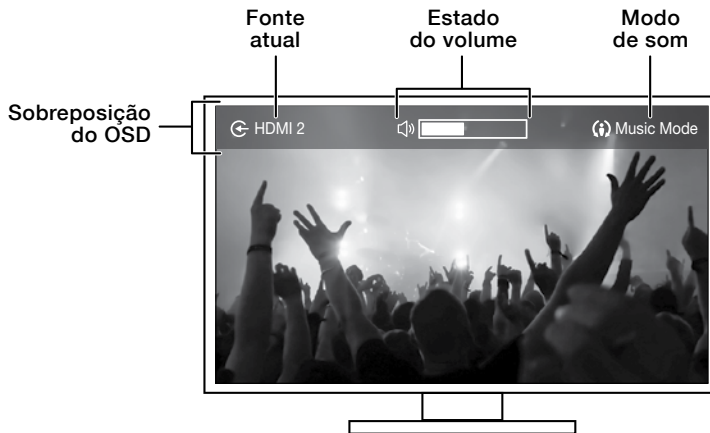 Fonte
atual
Estado
do volume
Modo
de som
Sobreposição
do OSD
HDMI 2
Music Mode